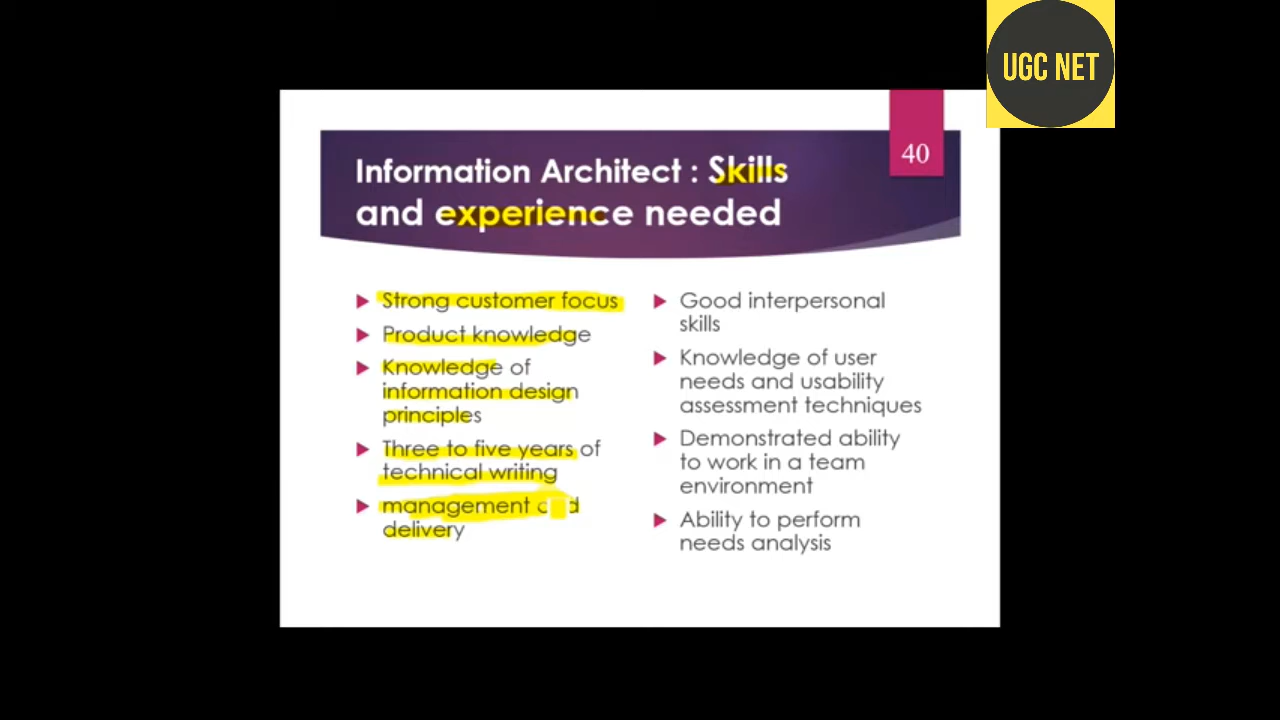 UGC NET
40
Information Architect : Skills
and experience needed
Strong customer focus
Product knowledge
Knowledge of
information design
principles
Three to five years of
technical writing
management and
delivery
Good interpersonal
skills
Knowledge of user
needs and usability
assessment techniques
Demonstrated ability
to work in a team
environment
Ability to perform
needs analysis